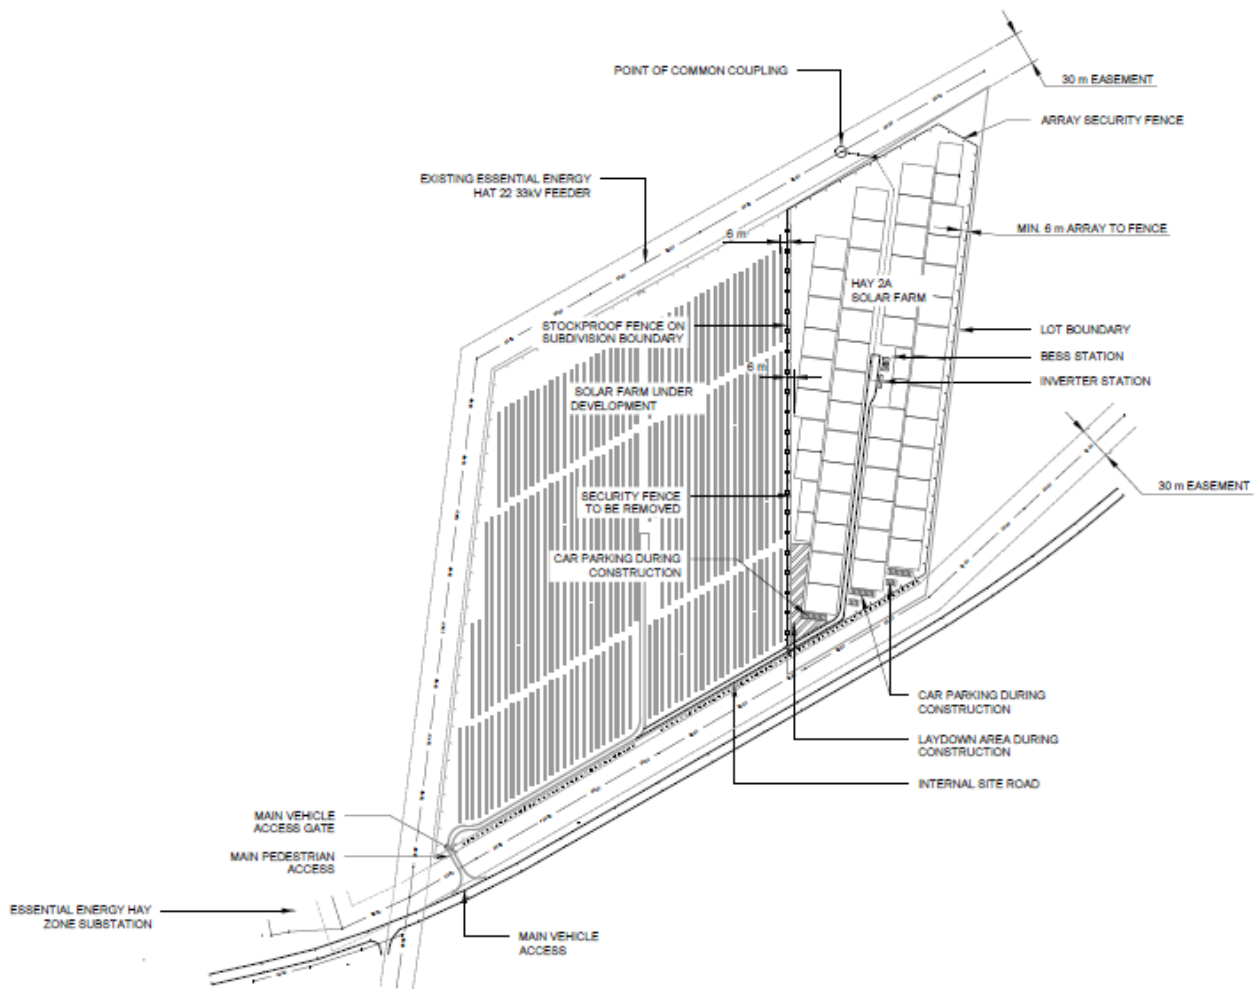 POINT OF COMMON COUPLING
30 m EASEMENT
ARRAY SECURITY FENCE
EXISTING ESSENTIAL ENERGY
HAT 22 33kV FEEDER
6 m
MIN. 6 m ARRAY TO FENCE
HAY 2A
SOLAR FARM
STOCKPROOF FENCE ON
SUBDIVISION BOUNDARY
LOT BOUNDARY
BESS STATION
6 m
INVERTER STATION
SOLAR FARM UNDER
DEVELOPMENT
30 m EASEMENT
SECURITY FENCE
TO BE REMOVED
CAR PARKING DURING
CONSTRUCTION
CAR PARKING DURING
CONSTRUCTION
LAYDOWN AREA DURING
CONSTRUCTION
INTERNAL SITE ROAD
MAIN VEHICLE
ACCESS GATE
MAIN PEDESTRIAN
ACCESS
ESSENTIAL ENERGY HAY
ZONE SUBSTATION
MAIN VEHICLE
ACCESS